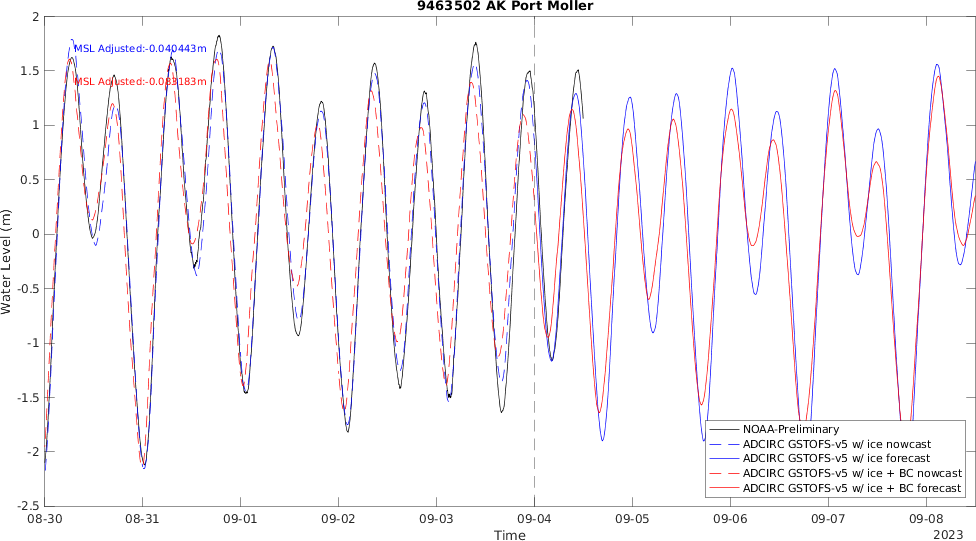 9463502 AK Port Moller
MSL Adjusted:-0.040443m
MSL Adjusted:-0.083183m
Water Level (m)
2
1.5
1
0.5
0
-0.5
-1
-1.5
-2
-2.5
NOAA-Preliminary
ADCIRC GSTOFS-v5 w/ ice nowcast
ADCIRC GSTOFS-v5 w/ ice forecast
ADCIRC GSTOFS-v5 w/ ice + BC nowcast
ADCIRC GSTOFS-v5 w/ ice + BC forecast
08-30 08-31 09-01 09-02 09-03 09-04 09-05 09-06 09-07 09-08
Time
2023